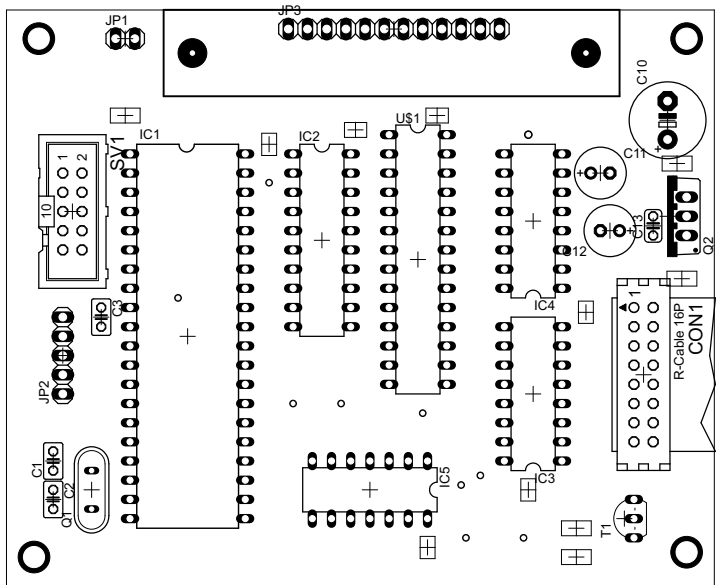 JP1
JP3
C10
IC1
IC2
U$1
SV1
1 2
10
C11
C13
C12
Q2
IC4
C3
JP2
1
R-Cable 16P
CON1
C1
C2
Q1
IC5
IC3
T1